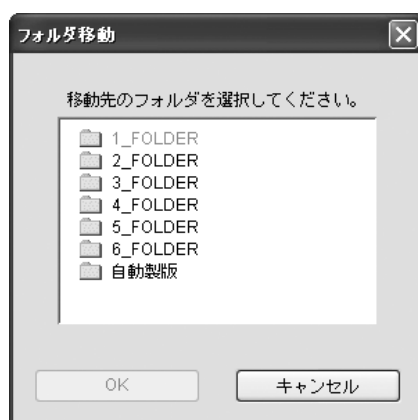 フォルダ移動
移動先のフォルダを選択してください。
1_FOLDER
2_FOLDER
3_FOLDER
4_FOLDER
5_FOLDER
6_FOLDER
自動製版
OK
キャンセル